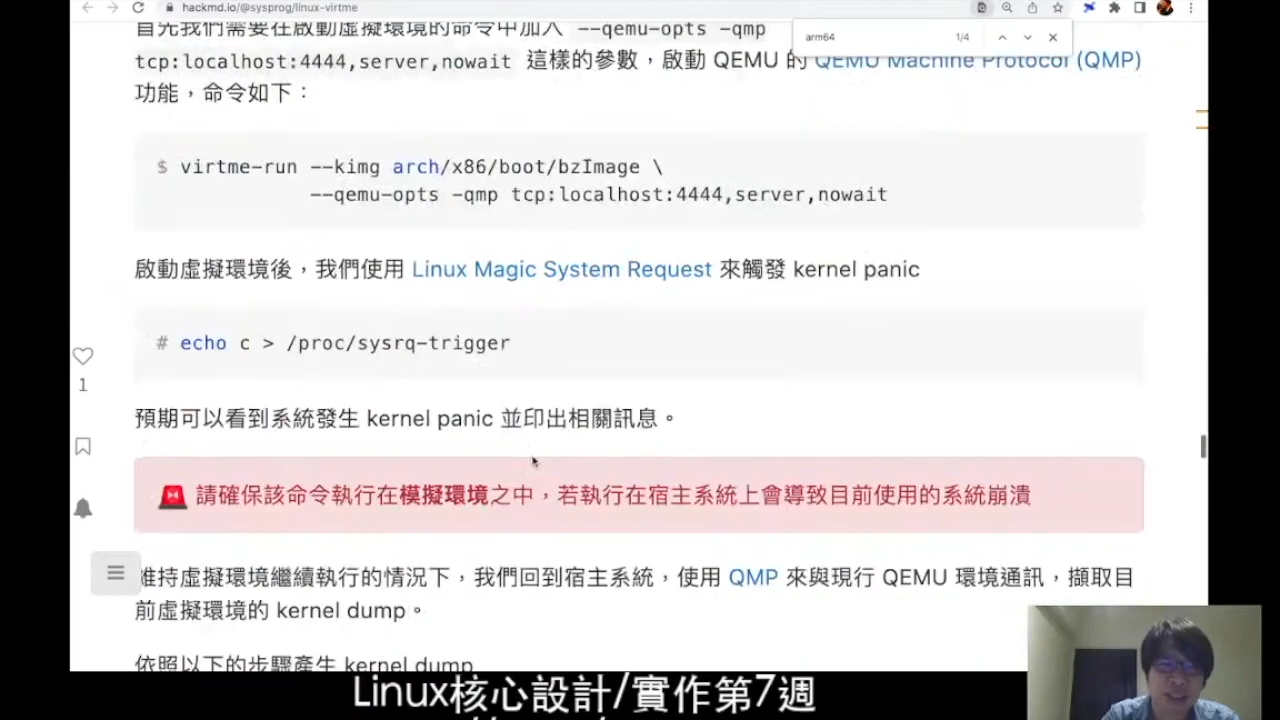 hackmd.io/@sysprog/linux-virtme
arm64 1/4
首先我們需要在啟動虛擬環境的命令中加入 --qemu-opts -qmp
tcp:localhost:4444,server,nowait 這樣的參數，啟動 QEMU 的 QEMU Machine Protocol (QMP)
功能，命令如下：
$ virtme-run --kimg arch/x86/boot/bzImage \
--qemu-opts -qmp tcp:localhost:4444,server,nowait
啟動虛擬環境後，我們使用 Linux Magic System Request 來觸發 kernel panic
# echo c > /proc/sysrq-trigger
1
預期可以看到系統發生 kernel panic 並印出相關訊息。
請確保該命令執行在模擬環境之中，若執行在宿主系統上會導致目前使用的系統崩潰
維持虛擬環境繼續執行的情況下，我們回到宿主系統，使用 QMP 來與現行 QEMU 環境通訊，擷取目
前虛擬環境的 kernel dump。
依照以下的步驟產生 kernel dump
Linux核心設計/實作第7週